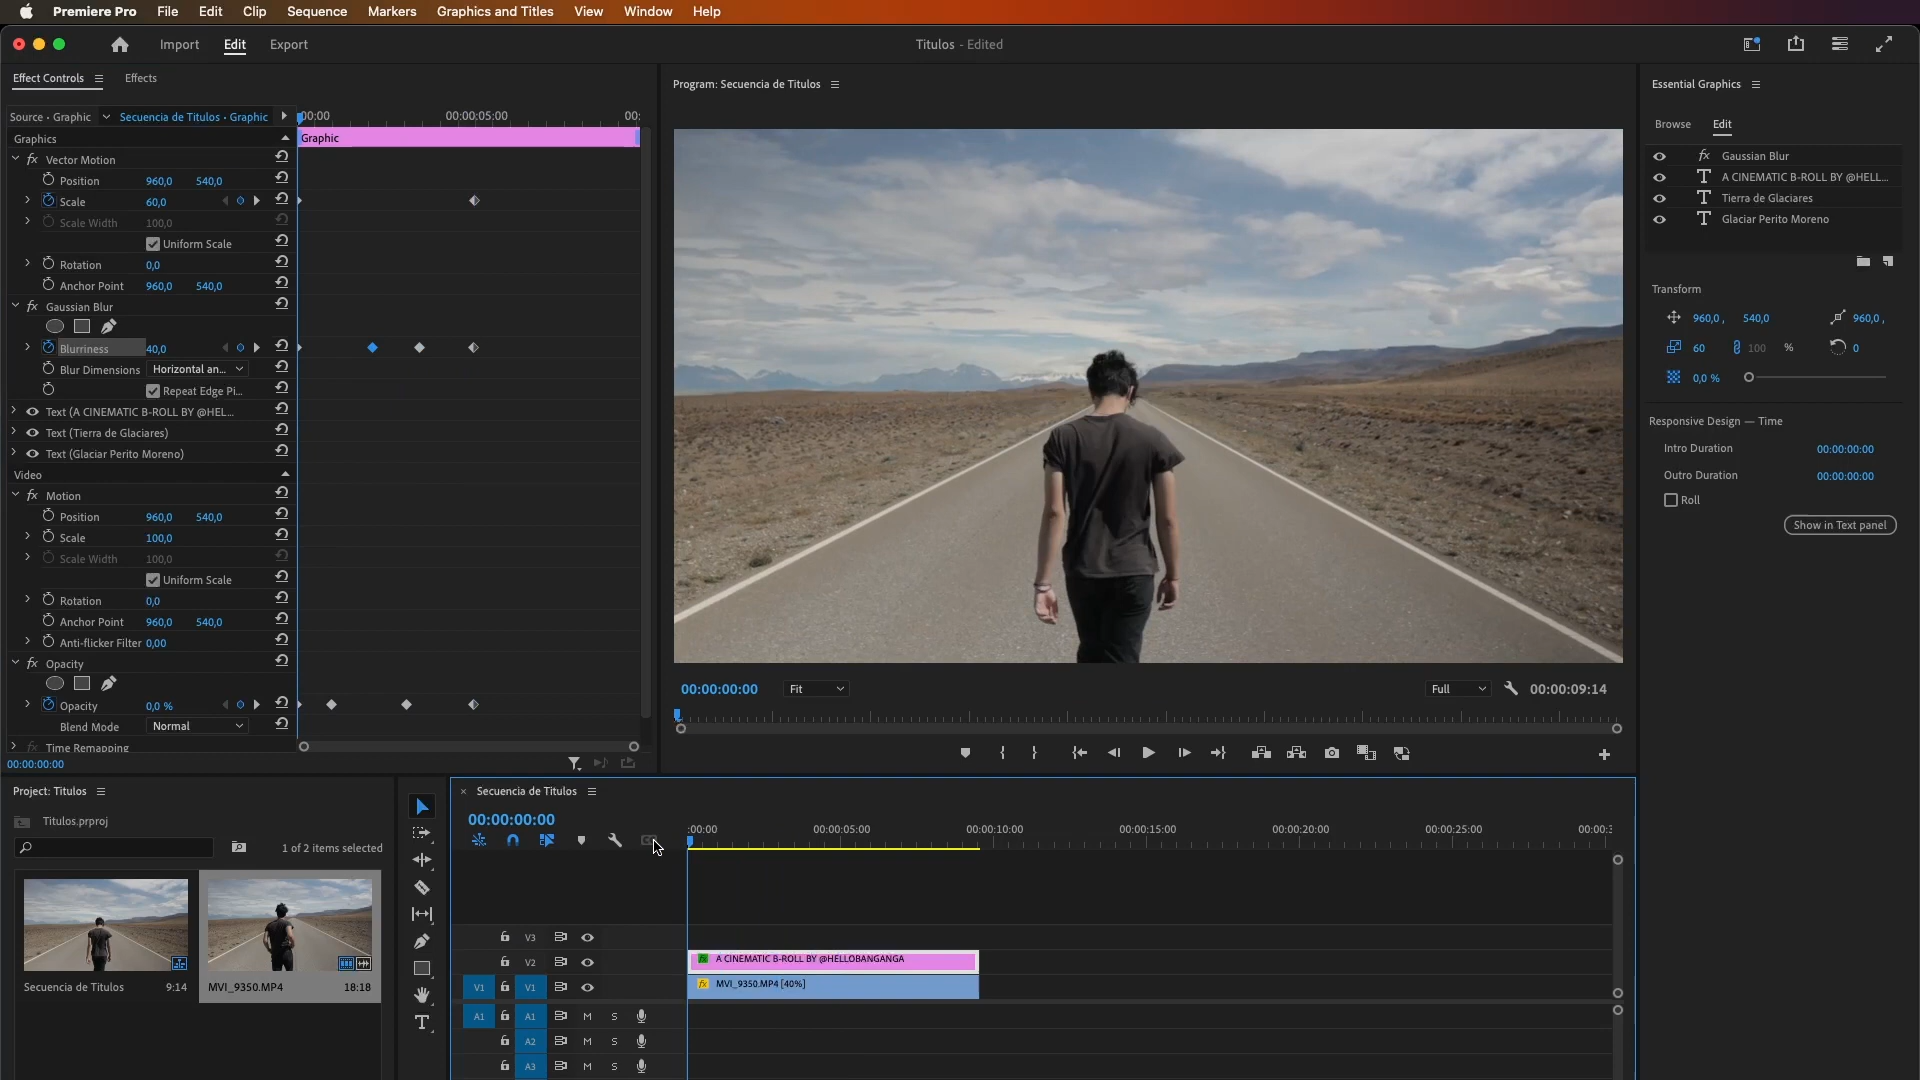 Premiere Pro File Edit Clip Sequence Markers Graphics and Titles View Window Help
Import Edit Export
Titulos - Edited
Effect Controls Effects
Source • Graphic Secuencia de Titulos • Graphic
:00:00 00:00:05:00 00:
Graphics
Graphic
fx Vector Motion
Position 960,0 540,0
Scale 60,0
Scale Width 100,0
Uniform Scale
Rotation 0,0
Anchor Point 960,0 540,0
fx Gaussian Blur
Blurriness 40,0
Blur Dimensions Horizontal an...
Repeat Edge Pi...
Text (A CINEMATIC B-ROLL BY @HEL...
Text (Tierra de Glaciares)
Text (Glaciar Perito Moreno)
Video
fx Motion
Position 960,0 540,0
Scale 100,0
Scale Width 100,0
Uniform Scale
Rotation 0,0
Anchor Point 960,0 540,0
Anti-flicker Filter 0,00
fx Opacity
Opacity 0,0 %
Blend Mode Normal
fx Time Remapping
00:00:00:00
Program: Secuencia de Titulos
00:00:00:00 Fit Full 00:00:09:14
Essential Graphics
Browse Edit
fx Gaussian Blur
T A CINEMATIC B-ROLL BY @HELL...
T Tierra de Glaciares
T Glaciar Perito Moreno
Transform
960,0 , 540,0 960,0 ,
60 100 % 0
0,0 %
Responsive Design — Time
Intro Duration 00:00:00:00
Outro Duration 00:00:00:00
Roll
Show in Text panel
Project: Titulos
Titulos.prproj
1 of 2 items selected
Secuencia de Titulos 9:14
MVI_9350.MP4 18:18
× Secuencia de Titulos
00:00:00:00
:00:00 00:00:05:00 00:00:10:00 00:00:15:00 00:00:20:00 00:00:25:00 00:00:3
V3
V2 fx A CINEMATIC B-ROLL BY @HELLOBANGANGA
V1 V1 fx MVI_9350.MP4 [40%]
A1 A1 M S
A2 M S
A3 M S
T